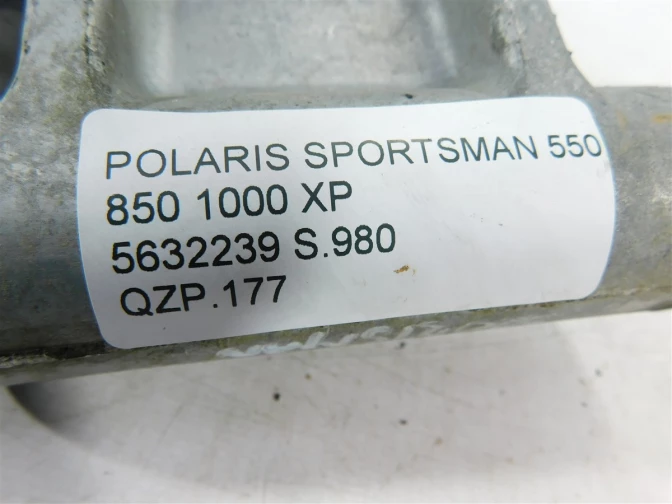 POLARIS SPORTSMAN 550
850 1000 XP
5632239 S.980
QZP.177